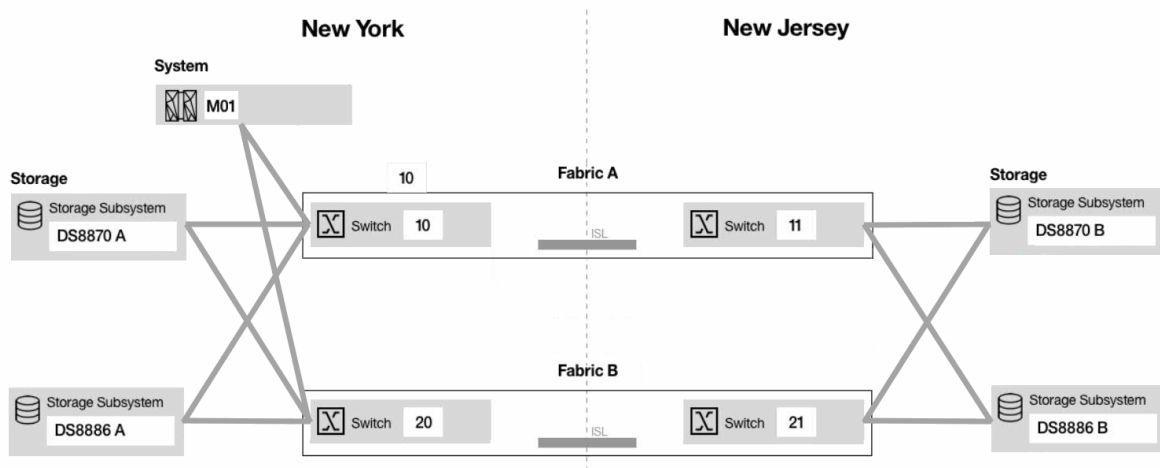 New York
New Jersey
System
M01
Storage
Storage Subsystem
DS8870 A
10
Fabric A
Switch 10
ISL
Switch 11
Storage
Storage Subsystem
DS8870 B
Storage Subsystem
DS8886 A
Fabric B
Switch 20
ISL
Switch 21
Storage Subsystem
DS8886 B